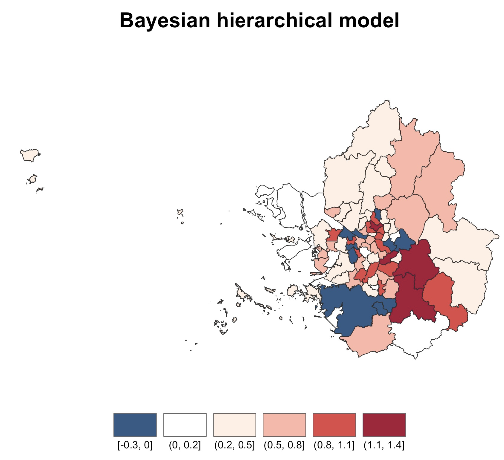 Bayesian hierarchical model
[-0.3, 0] (0, 0.2] (0.2, 0.5] (0.5, 0.8] (0.8, 1.1] (1.1, 1.4]